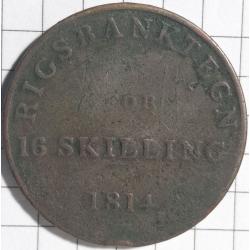 RIGSBANKTEGN
FOR
16 SKILLING
1814